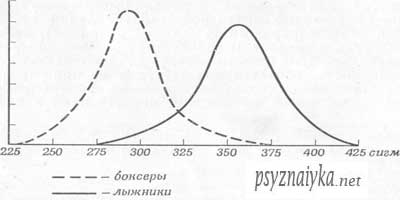 225 250 275 300 325 350 375 400 425 сигм.
– боксеры
– лыжники
psyznaiyka.net